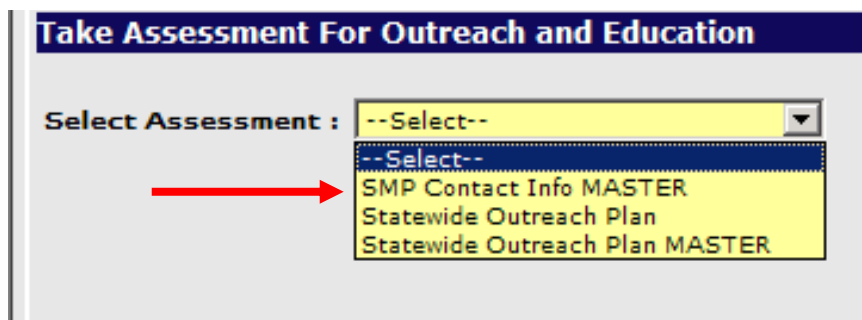 Take Assessment For Outreach and Education
Select Assessment : --Select--
--Select--
SMP Contact Info MASTER
Statewide Outreach Plan
Statewide Outreach Plan MASTER